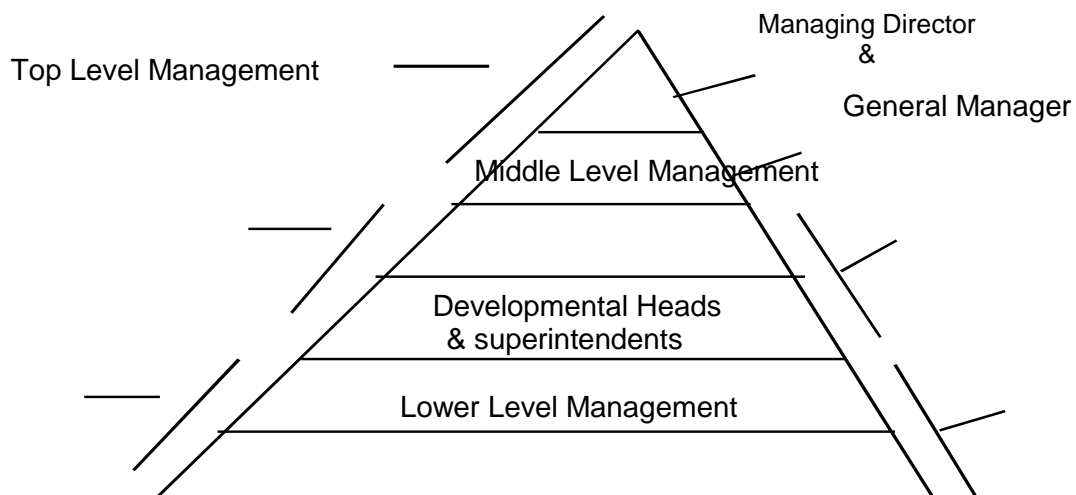 Managing Director
&
Top Level Management
General Manager
Middle Level Management
Developmental Heads
& superintendents
Lower Level Management